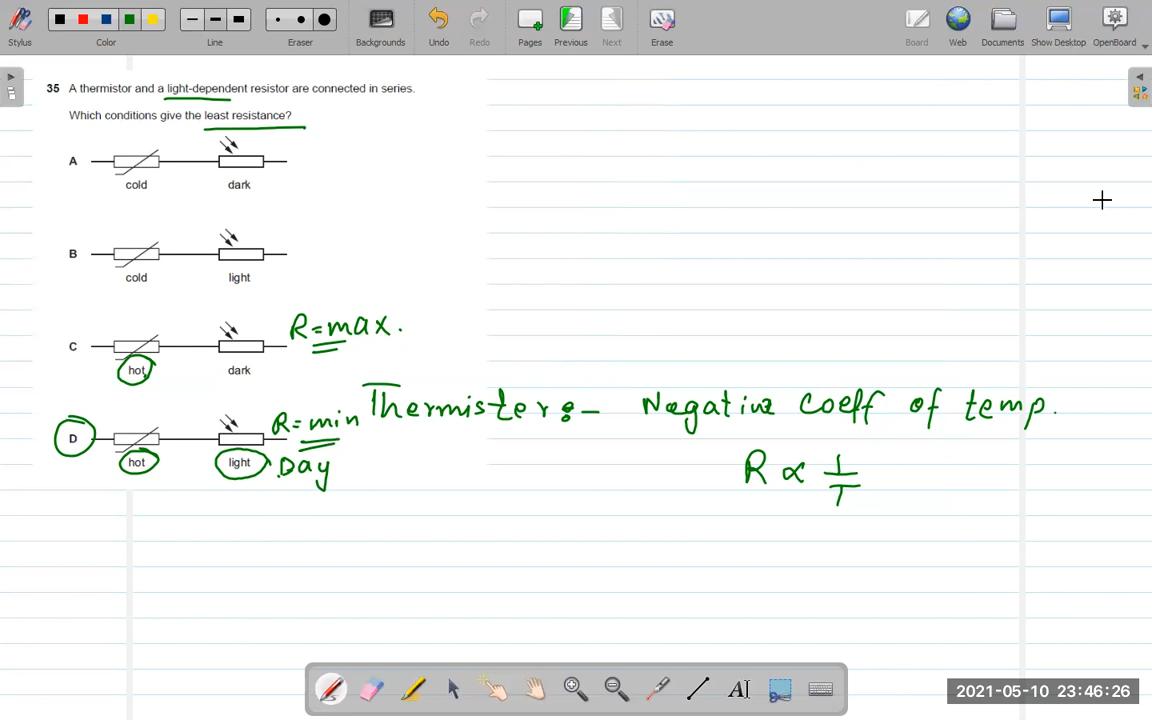 Stylus
Color
Line
Eraser
Backgrounds
Undo
Redo
Pages
Previous
Next
Erase
Board
Web
Documents
Show Desktop
OpenBoard
35 A thermistor and a light-dependent resistor are connected in series.
Which conditions give the least resistance?
A
cold
dark
B
cold
light
R=max.
C
hot
dark
Thermister:- Negative coeff of temp.
R=min
D
hot
light
Day
R ∝ 1/T
2021-05-10 23:46:26